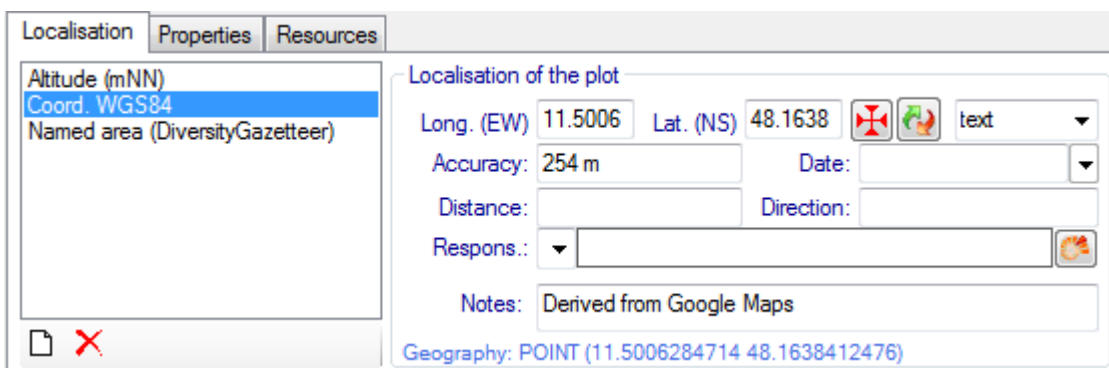 Localisation Properties Resources
Altitude (mNN)
Coord. WGS84
Named area (DiversityGazetteer)
Localisation of the plot
Long. (EW) 11.5006 Lat. (NS) 48.1638 text
Accuracy: 254 m Date:
Distance: Direction:
Respons.:
Notes: Derived from Google Maps
Geography: POINT (11.5006284714 48.1638412476)